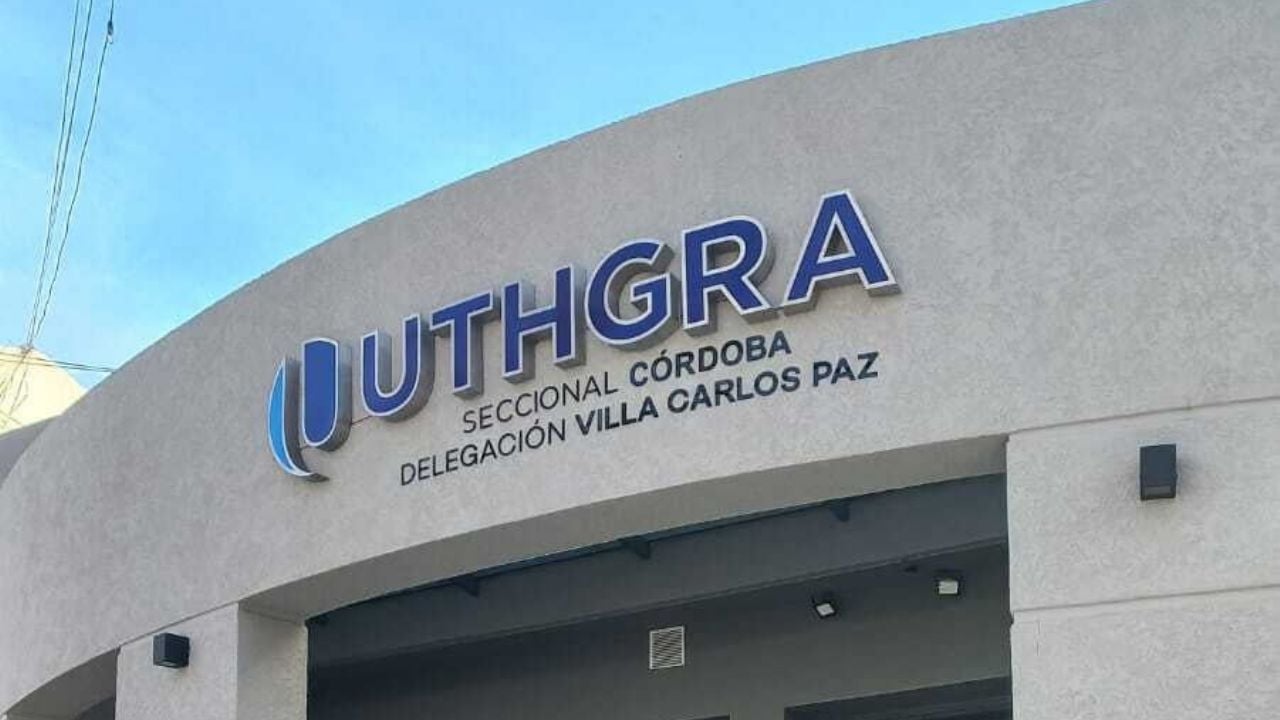 UTHGRA
SECCIONAL CÓRDOBA
DELEGACIÓN VILLA CARLOS PAZ